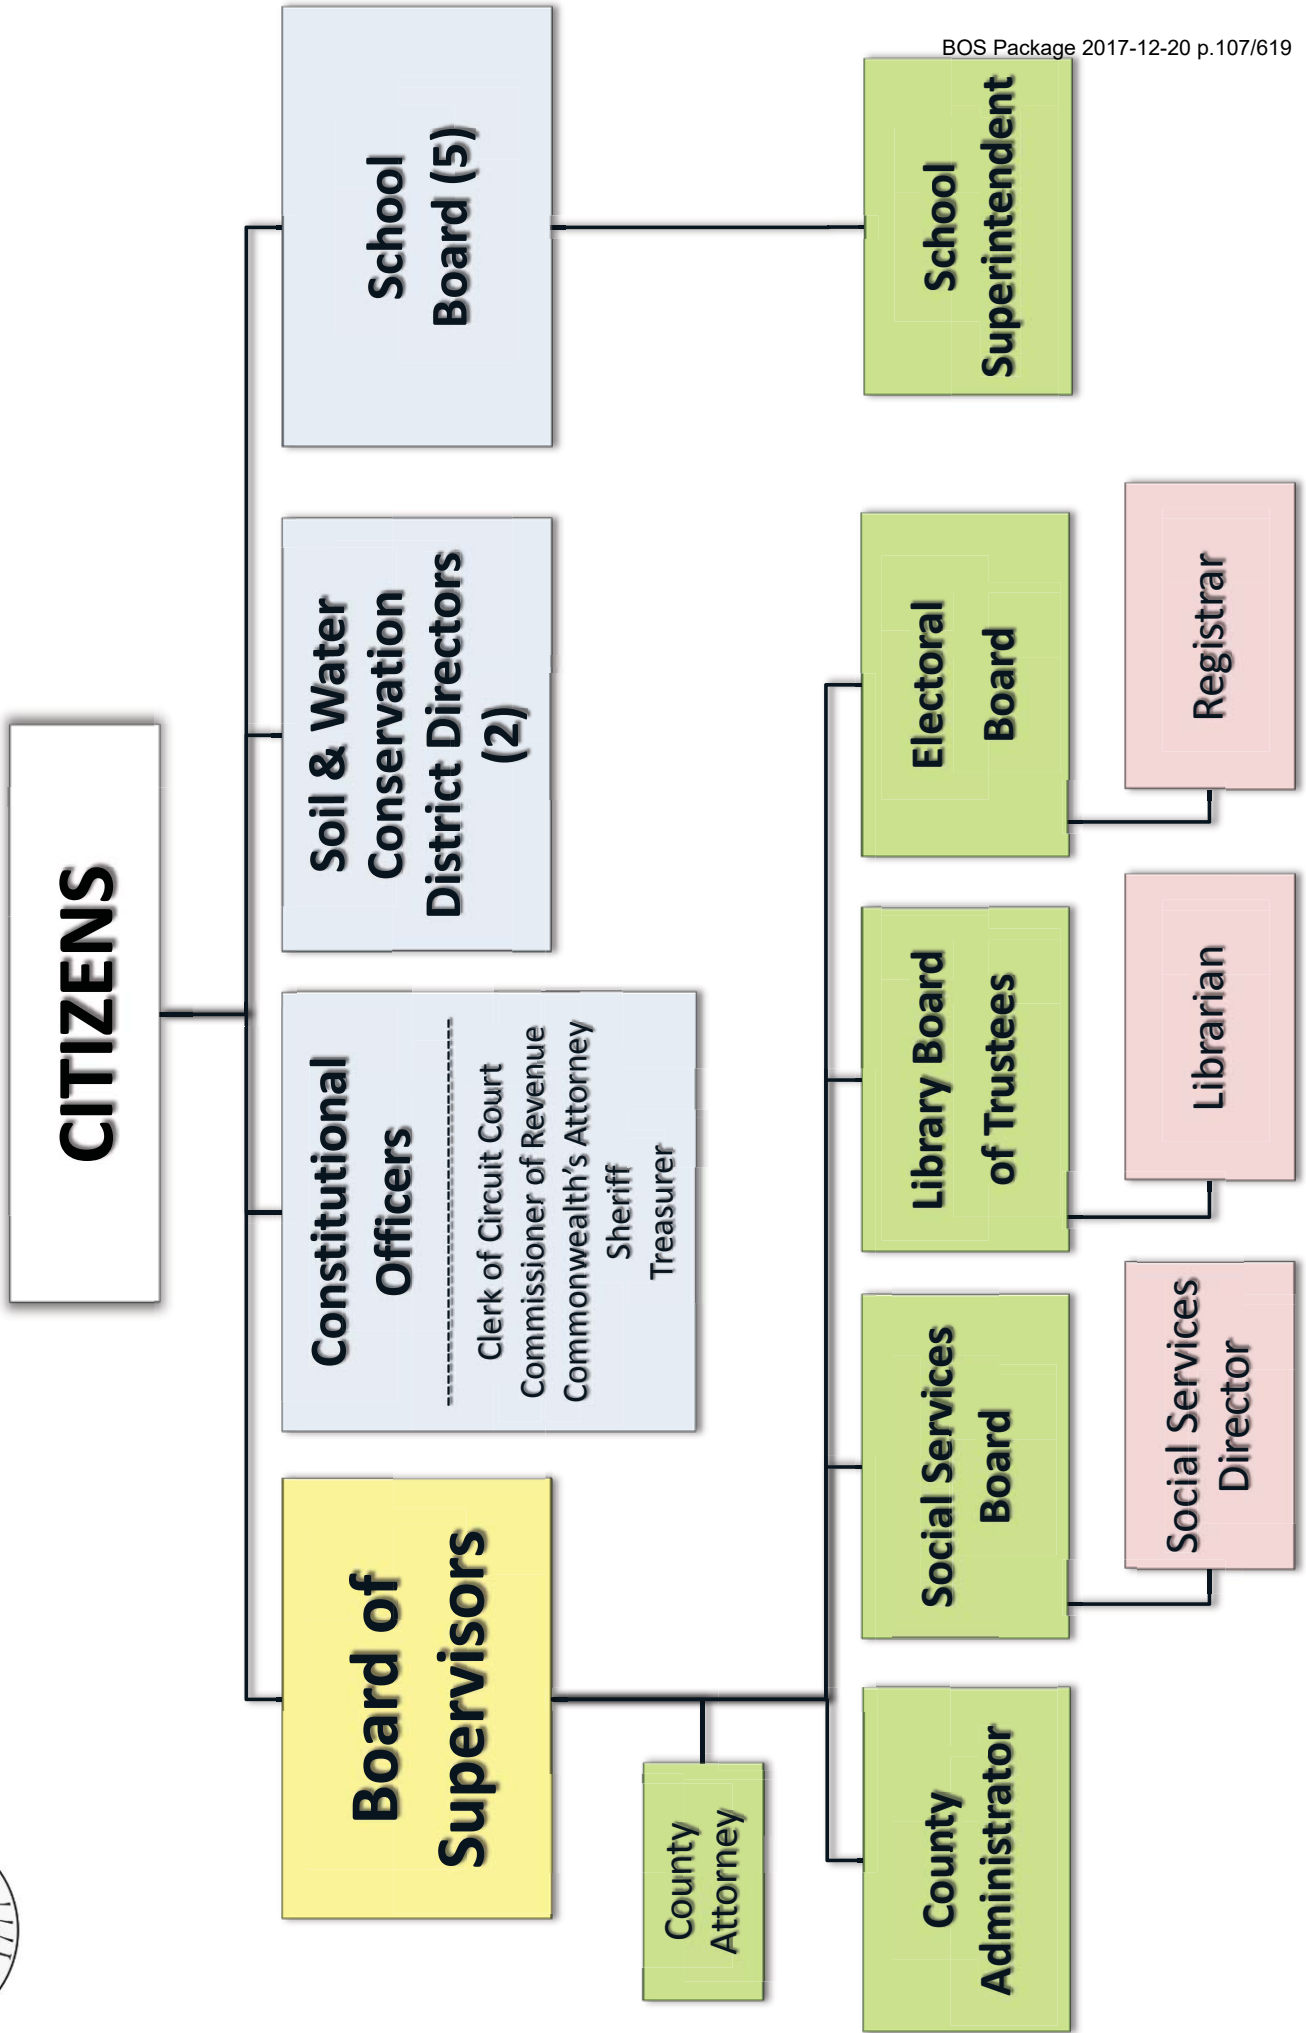 BOS Package 2017-12-20 p.107/619
CITIZENS
Board of
Supervisors
Constitutional
Officers
--------------------------------------------------
Clerk of Circuit Court
Commissioner of Revenue
Commonwealth’s Attorney
Sheriff
Treasurer
Soil & Water
Conservation
District Directors
(2)
School
Board (5)
County
Attorney
County
Administrator
Social Services
Board
Library Board
of Trustees
Electoral
Board
School
Superintendent
Social Services
Director
Librarian
Registrar